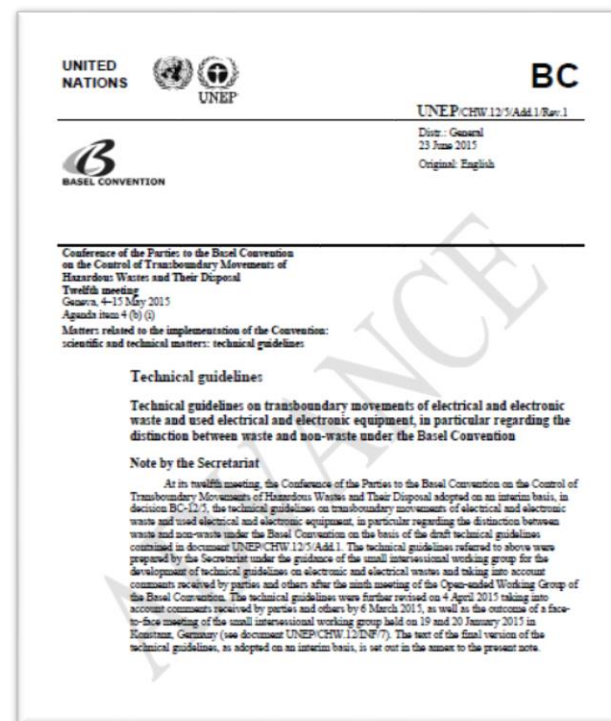 UNITED
NATIONS
UNEP
BC
UNEP/CHW.12/5/Add.1/Rev.1
Distr.: General
23 June 2015
Original: English
BASEL CONVENTION
Conference of the Parties to the Basel Convention
on the Control of Transboundary Movements of
Hazardous Wastes and Their Disposal
Twelfth meeting
Geneva, 4–15 May 2015
Agenda item 4 (b) (i)
Matters related to the implementation of the Convention:
scientific and technical matters: technical guidelines
Technical guidelines
Technical guidelines on transboundary movements of electrical and electronic
waste and used electrical and electronic equipment, in particular regarding the
distinction between waste and non-waste under the Basel Convention
Note by the Secretariat
At its twelfth meeting, the Conference of the Parties to the Basel Convention on the Control of
Transboundary Movements of Hazardous Wastes and Their Disposal adopted on an interim basis, in
decision BC-12/5, the technical guidelines on transboundary movements of electrical and electronic
waste and used electrical and electronic equipment, in particular regarding the distinction between
waste and non-waste under the Basel Convention on the basis of the draft technical guidelines
contained in document UNEP/CHW.12/5/Add.1. The technical guidelines referred to above were
prepared by the Secretariat under the guidance of the small intersessional working group for the
development of technical guidelines on electronic and electrical wastes and taking into account
comments received by parties and others after the ninth meeting of the Open-ended Working Group of
the Basel Convention. The technical guidelines were further revised on 4 April 2015 taking into
account comments received by parties and others by 6 March 2015, as well as the outcome of a face-
to-face meeting of the small intersessional working group held on 19 and 20 January 2015 in
Konstanz, Germany (see document UNEP/CHW.12/INF/7). The text of the final version of the
technical guidelines, as adopted on an interim basis, is set out in the annex to the present note.
ADVANCE